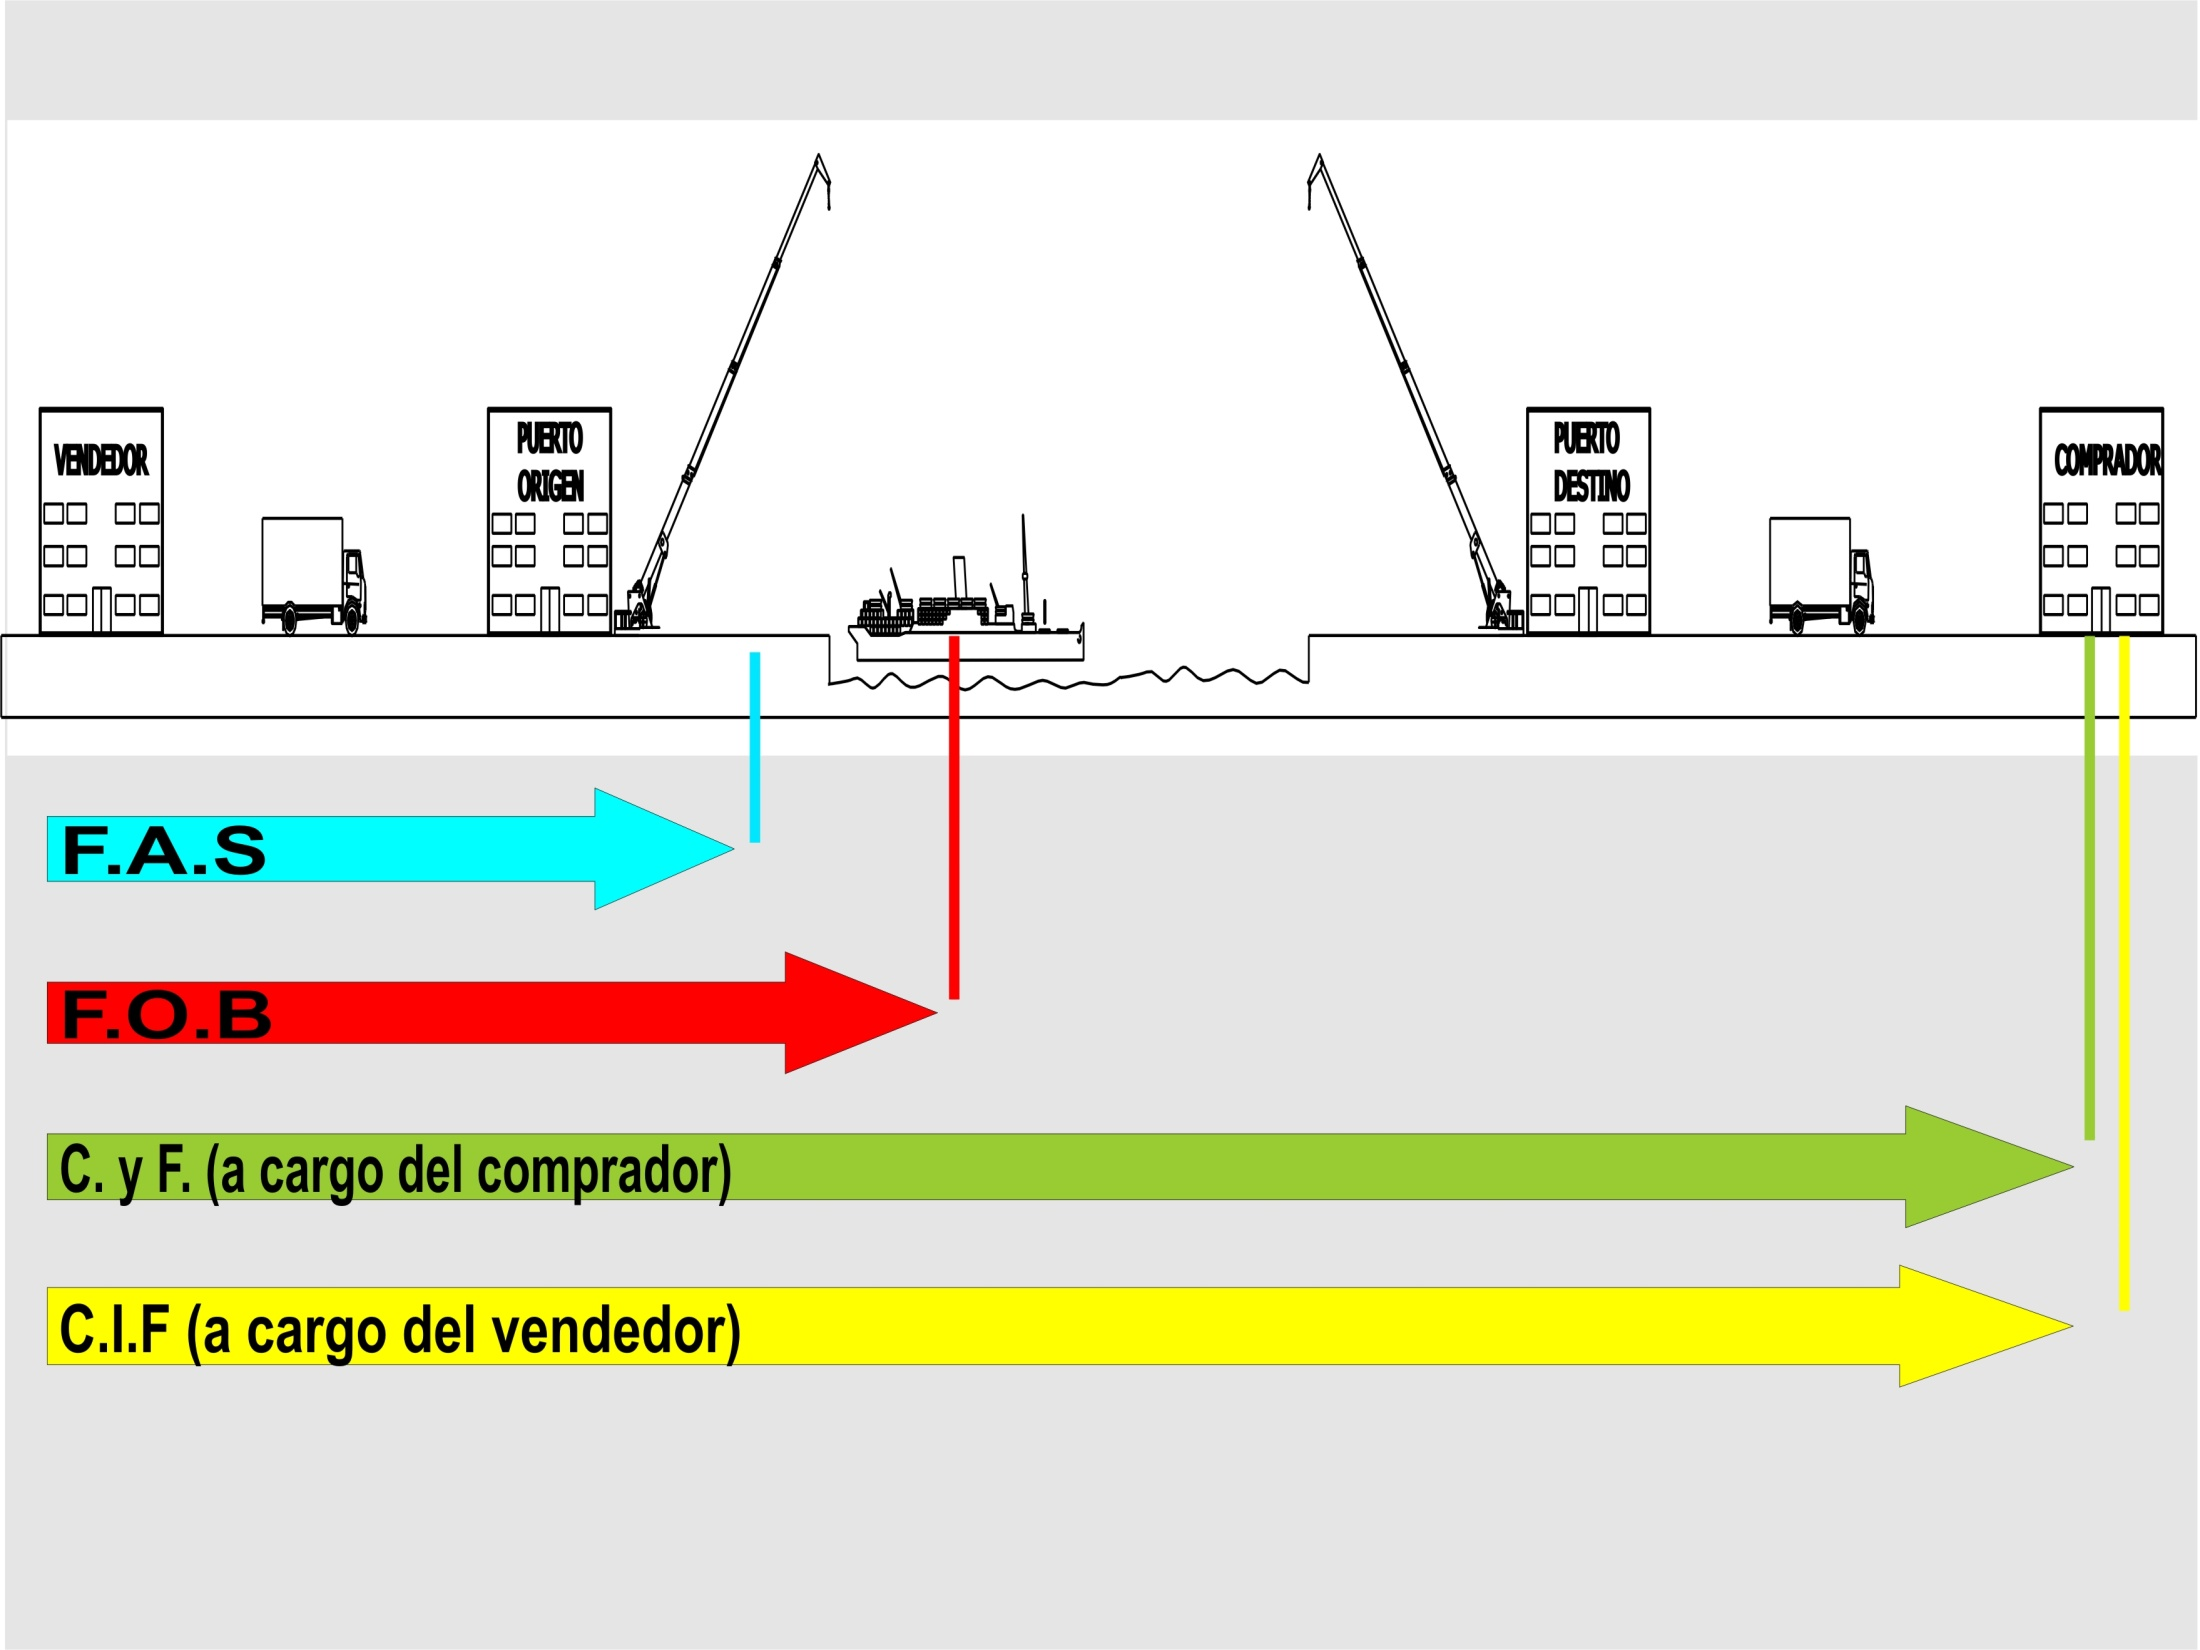 VENDEDOR
PUERTO
ORIGEN
PUERTO
DESTINO
COMPRADOR
F.A.S
F.O.B
C. y F. (a cargo del comprador)
C.I.F (a cargo del vendedor)